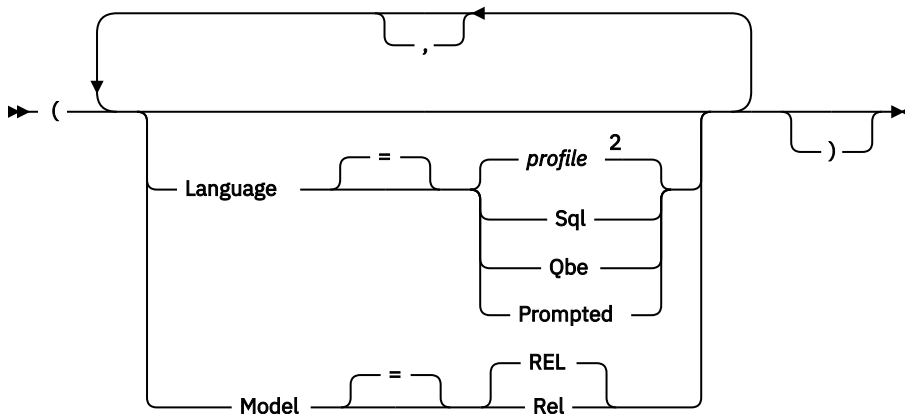 ,
(
)
= profile 2
Language
Sql
Qbe
Prompted
= REL
Model Rel